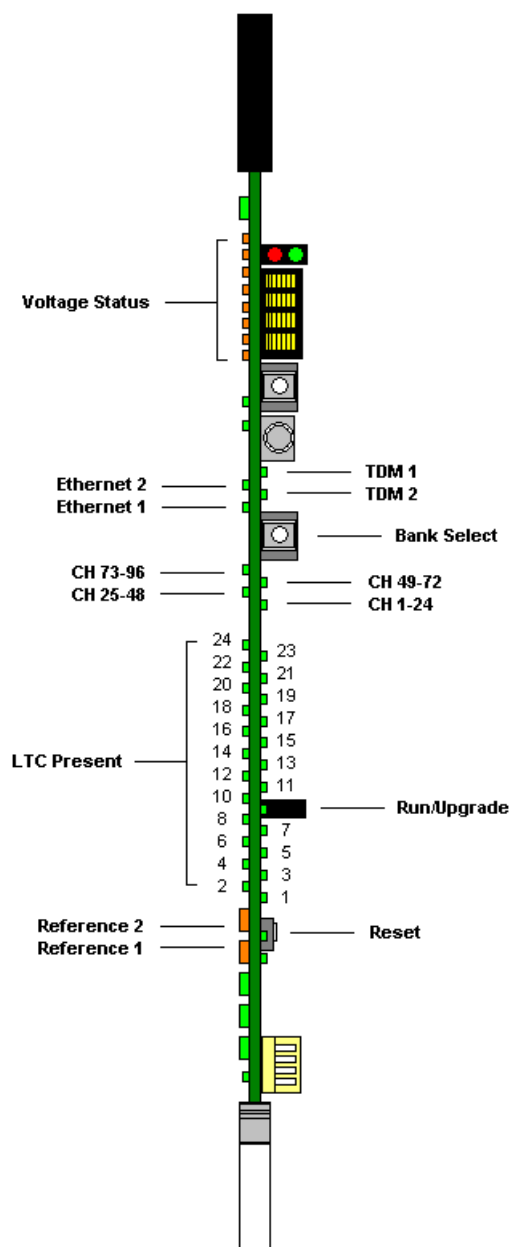 Voltage Status
TDM 1
Ethernet 2
TDM 2
Ethernet 1
Bank Select
CH 73-96
CH 49-72
CH 25-48
CH 1-24
24
23
22
21
20
19
18
17
16
15
14
LTC Present
13
12
11
10
Run/Upgrade
8
7
6
5
4
3
2
1
Reference 2
Reset
Reference 1